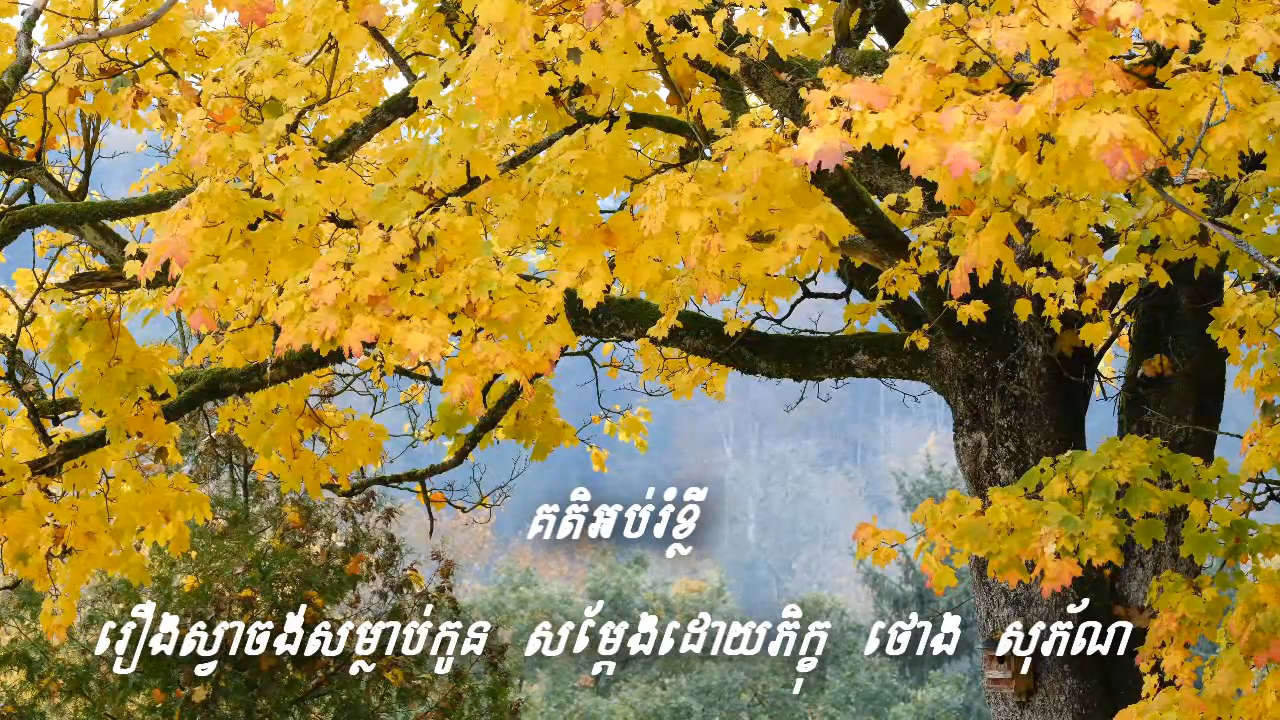 គតិអប់រំខ្លី
រឿងស្វាចង់សម្លាប់កូន សម្ដែងដោយភិក្ខុ ថោង សុភ័ណ